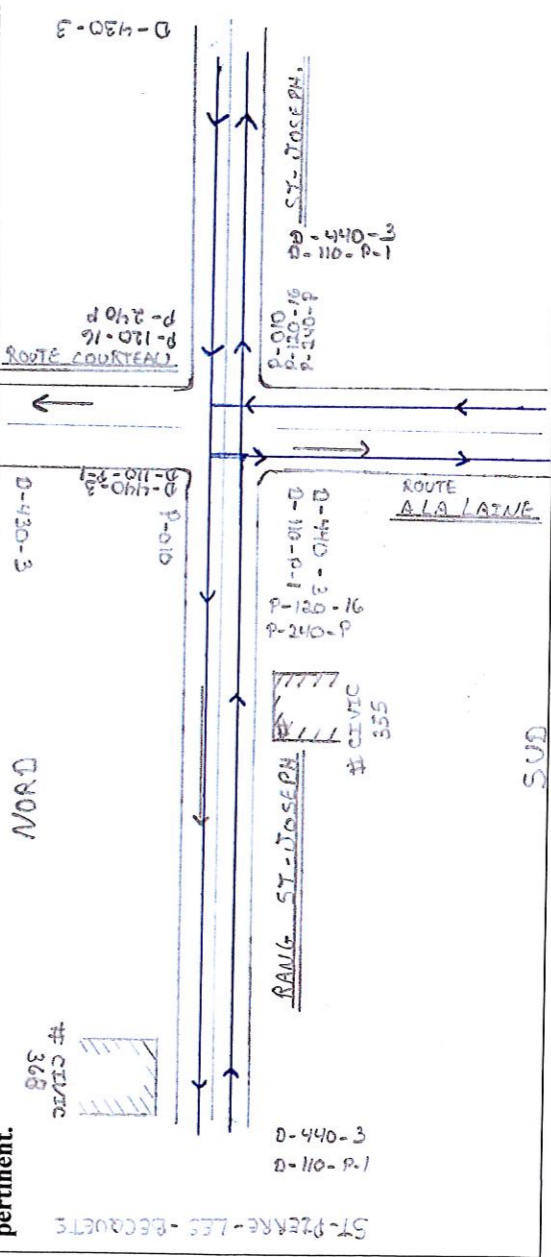 pertinent.
D-430-3
P-120-16
P-240 P
ROUTE COURTEAU
ST-JOSEPH.
D-440-3
D-110-P-1
P-010
P-120-16
P-240-P
D-430-3
D-440-3
D-110-P-1
P-010
ROUTE
A LA LAINE
D-440-3
D-110-P-1
P-120-16
P-240-P
NORD
# CIVIC
355
RANG ST-JOSEPH
SUD
# CIVIC
368
D-440-3
D-110-P-1
ST-PIERRE-LES-BECQUETS